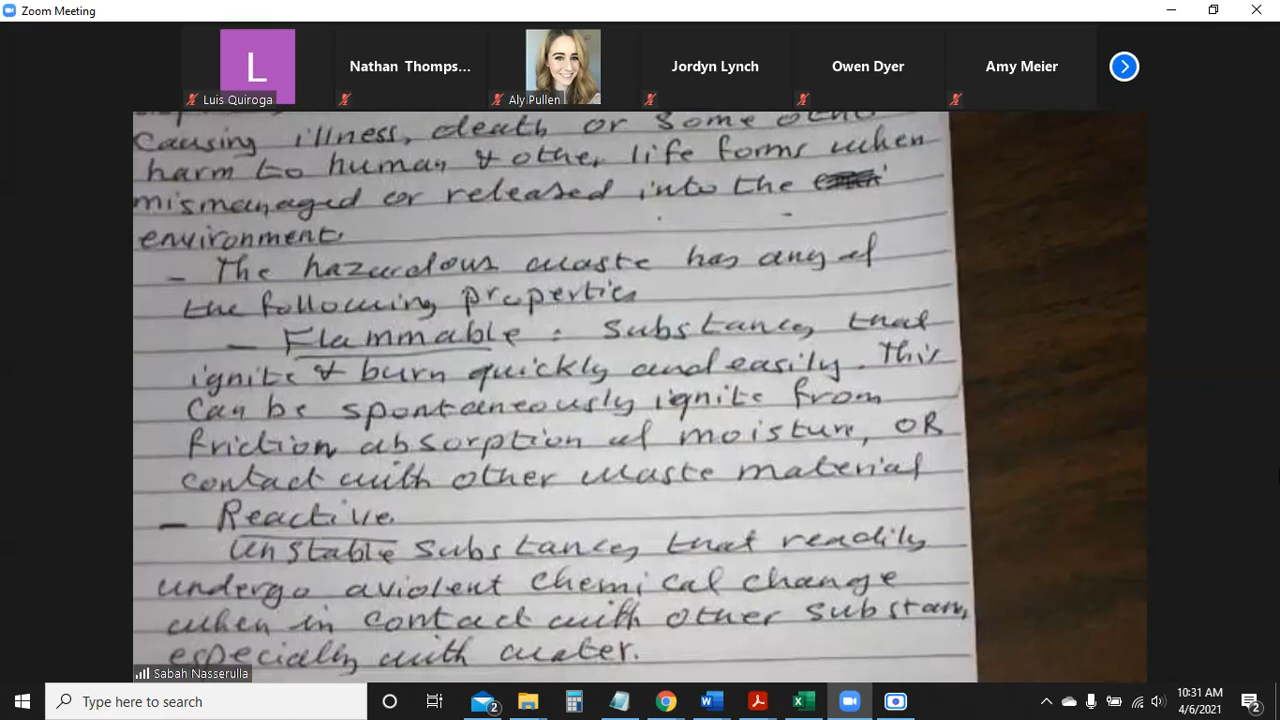 Zoom Meeting
L
Luis Quiroga
Nathan Thomps...
Aly Pullen
Jordyn Lynch
Owen Dyer
Amy Meier
Causing illness, death or some
harm to human & other life forms when
mismanaged or released into the
environment.
- The hazardous waste has any of
the following properties
- Flammable : Substances that
ignite & burn quickly and easily. This
can be spontaneously ignite from
friction absorption of moisture, OR
contact with other waste material
- Reactive.
Unstable substances that readily
undergo a violent chemical change
when in contact with other substanc
especially with water.
Sabah Nasserulla
Type here to search
2
10:31 AM
4/6/2021
2